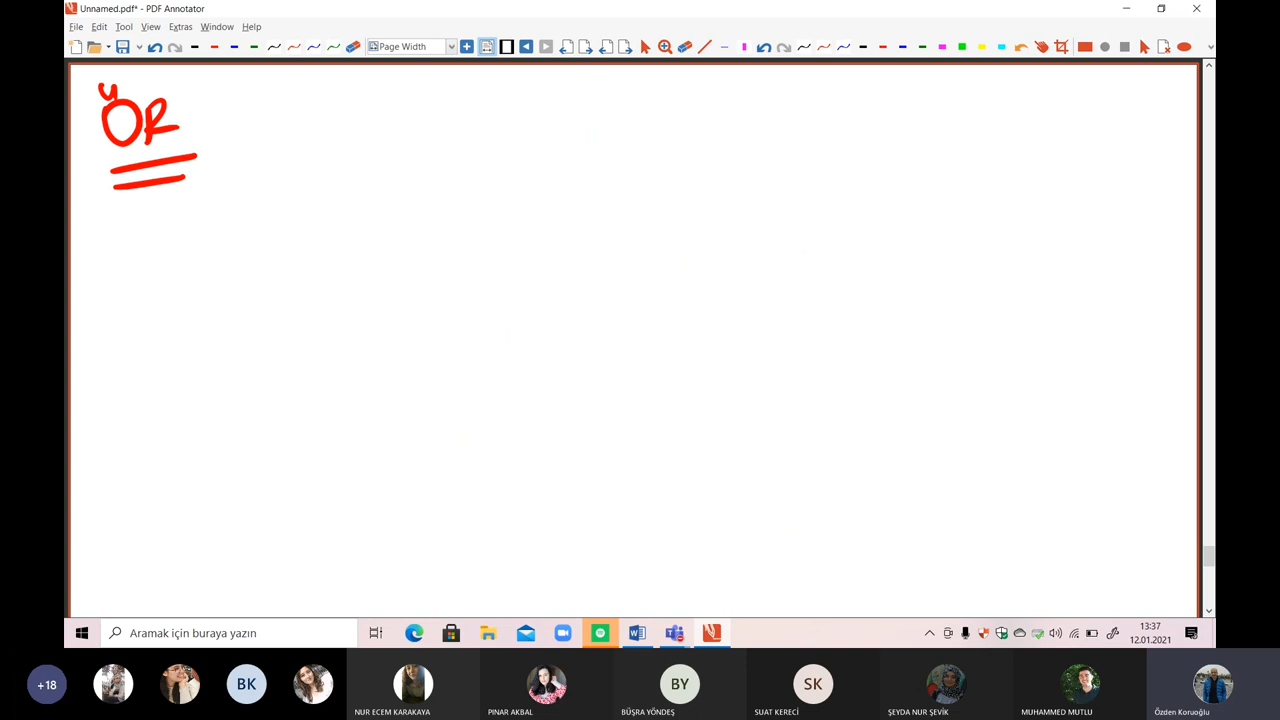 Unnamed.pdf* - PDF Annotator
File Edit Tool View Extras Window Help
Page Width
ÖR
Aramak için buraya yazın
13:37
12.01.2021
+18
BK
BY
SK
NUR ECEM KARAKAYA
PINAR AKBAL
BÜŞRA YÖNDEŞ
SUAT KERECİ
ŞEYDA NUR ŞEVİK
MUHAMMED MUTLU
Özden Koruoğlu